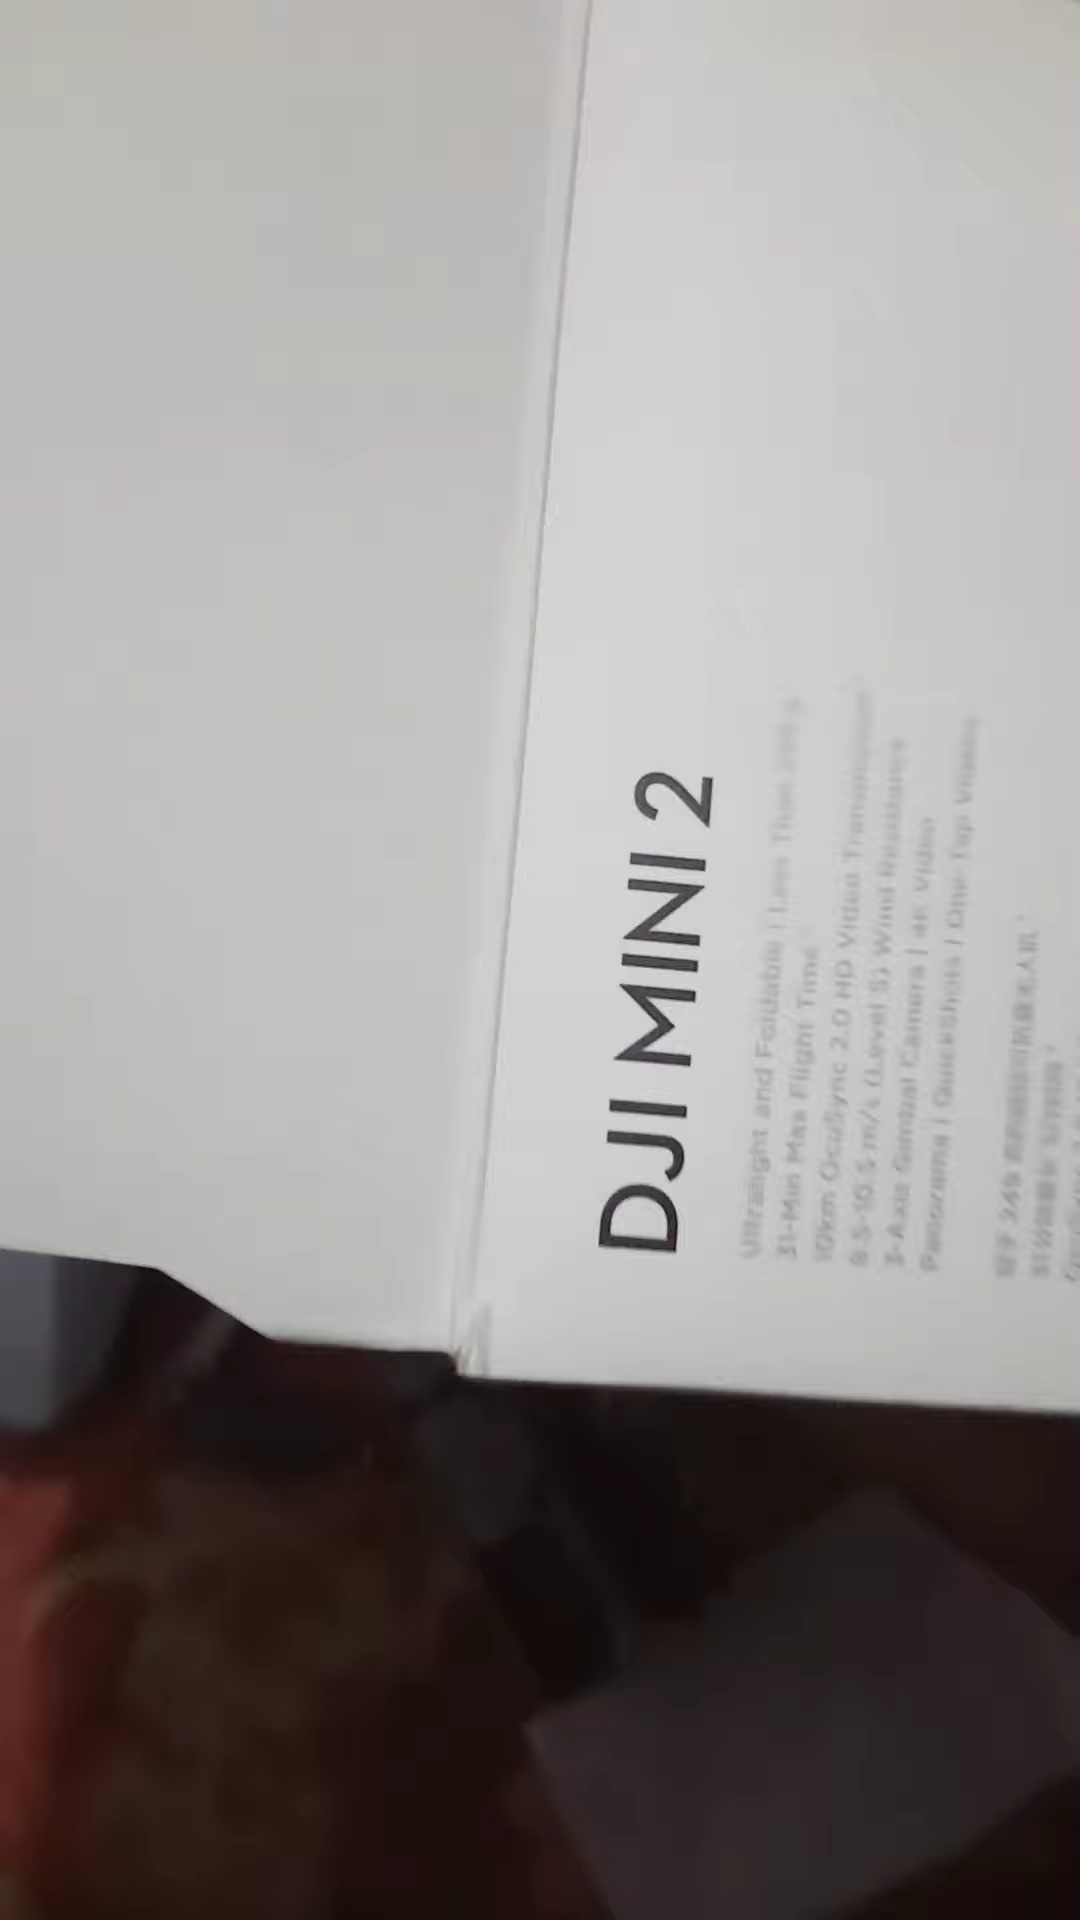 DJI MINI 2
Ultralight and Foldable | Less Than 249 g
31-Min Max Flight Time
10km OcuSync 2.0 HD Video Transmission
8.5-10.5 m/s (Level 5) Wind Resistance
3-Axis Gimbal Camera | 4K Video
Panorama | QuickShots | One-Tap Videos